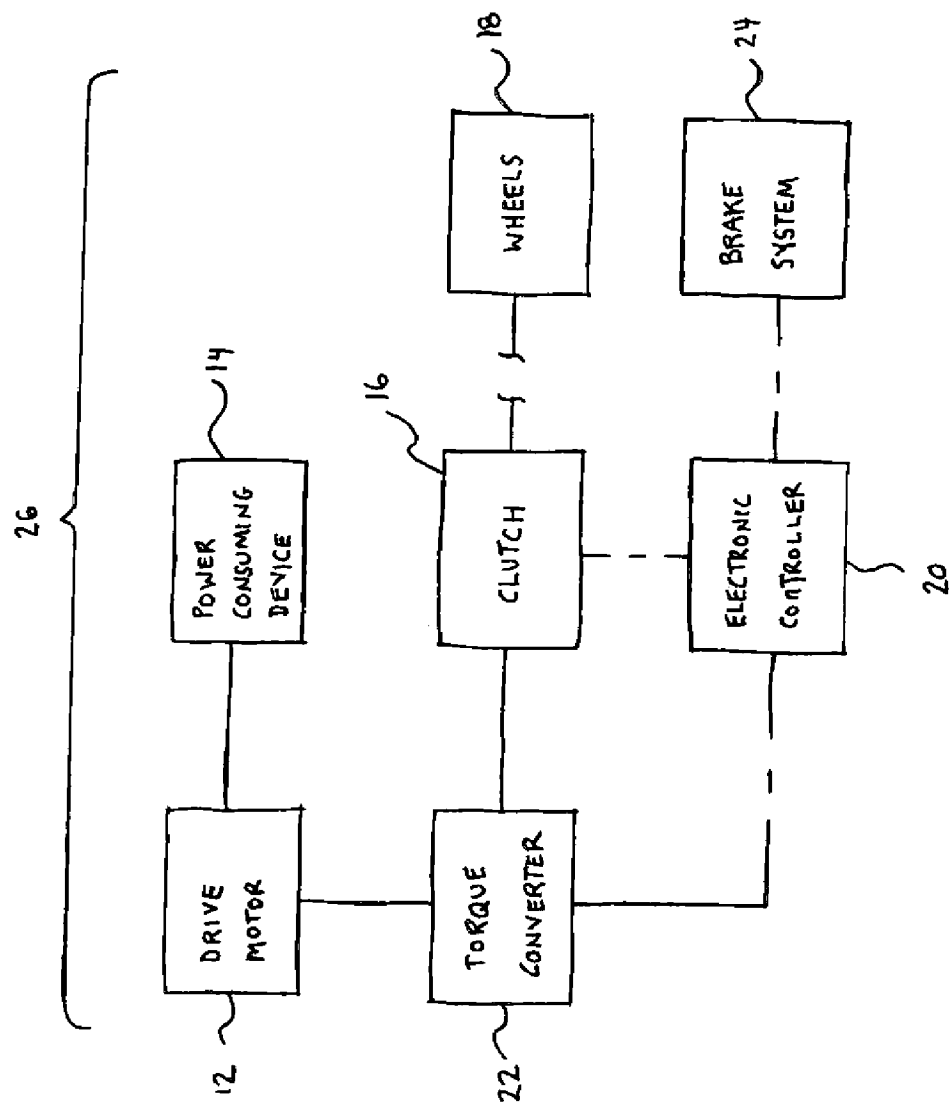 26
12
DRIVE
MOTOR
POWER
CONSUMING
DEVICE
14
22
TORQUE
CONVERTER
CLUTCH
16
WHEELS
18
ELECTRONIC
CONTROLLER
20
BRAKE
SYSTEM
24